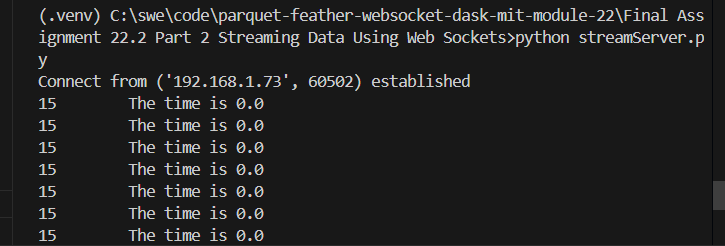 (.venv) C:\swe\code\parquet-feather-websocket-dask-mit-module-22\Final Ass
ignment 22.2 Part 2 Streaming Data Using Web Sockets>python streamServer.p
y
Connect from ('192.168.1.73', 60502) established
15       The time is 0.0
15       The time is 0.0
15       The time is 0.0
15       The time is 0.0
15       The time is 0.0
15       The time is 0.0
15       The time is 0.0